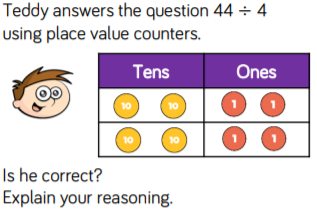 Teddy answers the question 44 ÷ 4
using place value counters.
Tens Ones
10 10 1 1
10 10 1 1
Is he correct?
Explain your reasoning.